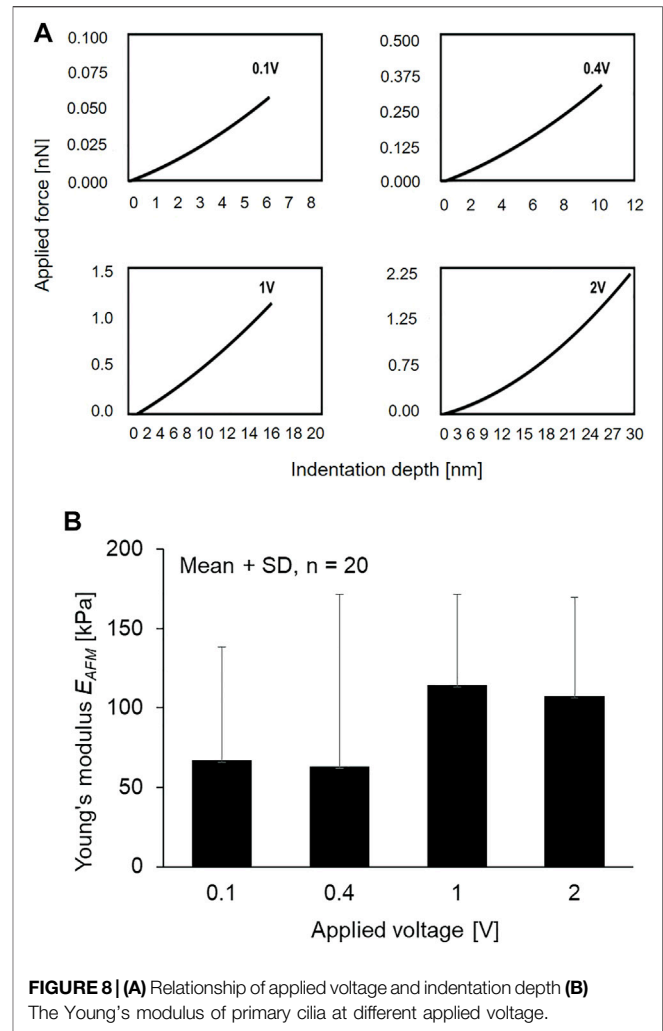 A
Applied force [nN]
0.100
0.075
0.050
0.025
0.000
0.1V
0 1 2 3 4 5 6 7 8
0.500
0.375
0.250
0.125
0.000
0.4V
0 2 4 6 8 10 12
1.5
1.0
0.5
0.0
1V
0 2 4 6 8 10 12 14 16 18 20
2.25
1.25
0.75
0.00
2V
0 3 6 9 12 15 18 21 24 27 30
Indentation depth [nm]
B
Young's modulus E_AFM [kPa]
200
150
100
50
0
Mean + SD, n = 20
0.1 0.4 1 2
Applied voltage [V]
FIGURE 8 | (A) Relationship of applied voltage and indentation depth (B)
The Young's modulus of primary cilia at different applied voltage.